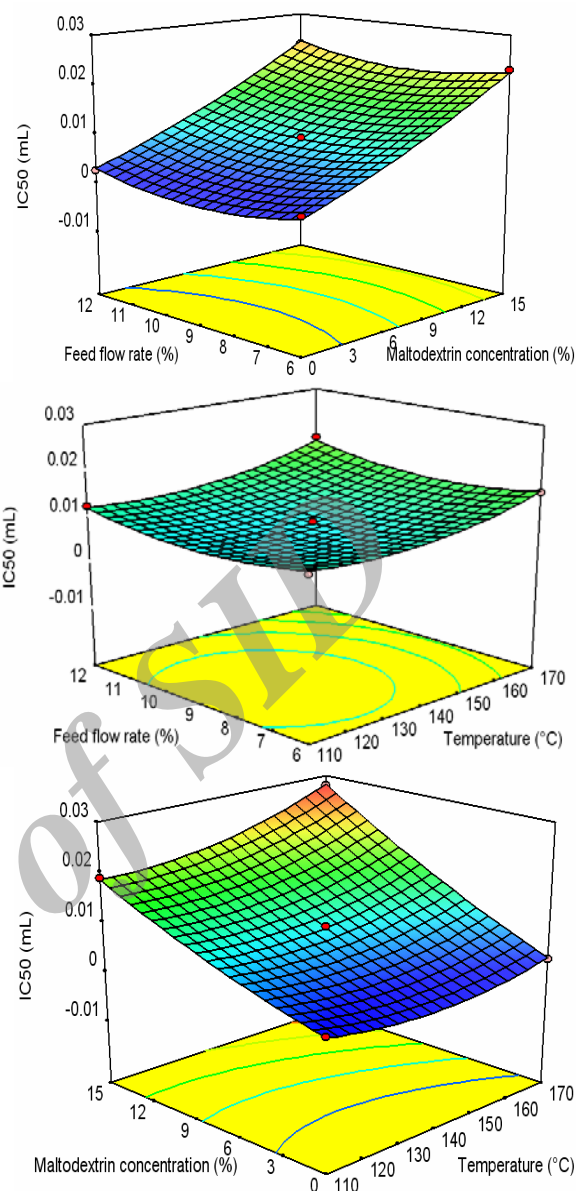 0.03
0.02
0.01
0
-0.01
IC50 (mL)
12 11 10 9 8 7 6
0 3 6 9 12 15
Feed flow rate (%)
Maltodextrin concentration (%)
0.03
0.02
0.01
0
-0.01
IC50 (mL)
12 11 10 9 8 7 6
110 120 130 140 150 160 170
Feed flow rate (%)
Temperature (°C)
0.03
0.02
0.01
0
-0.01
IC50 (mL)
15 12 9 6 3 0
110 120 130 140 150 160 170
Maltodextrin concentration (%)
Temperature (°C)
of SID